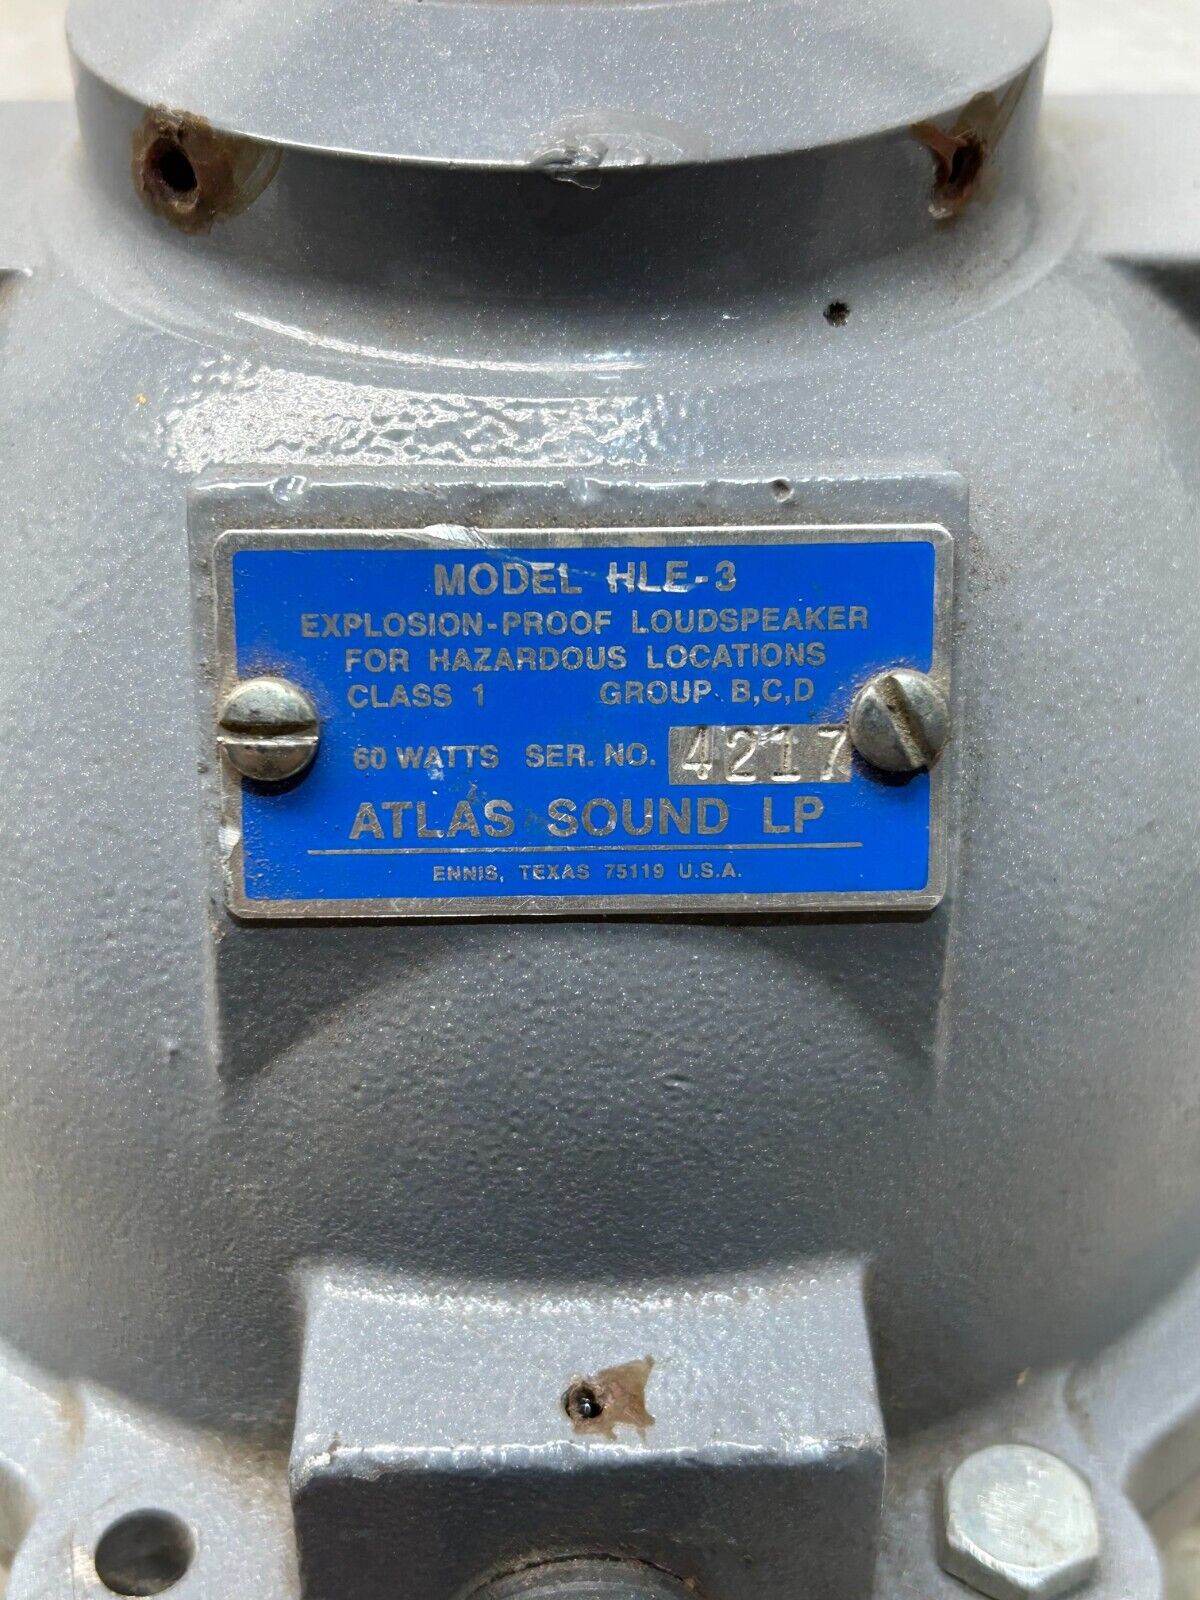 MODEL HLE-3
EXPLOSION-PROOF LOUDSPEAKER
FOR HAZARDOUS LOCATIONS
CLASS 1 GROUP B,C,D
60 WATTS SER. NO. 4217
ATLAS SOUND LP
ENNIS, TEXAS 75119 U.S.A.